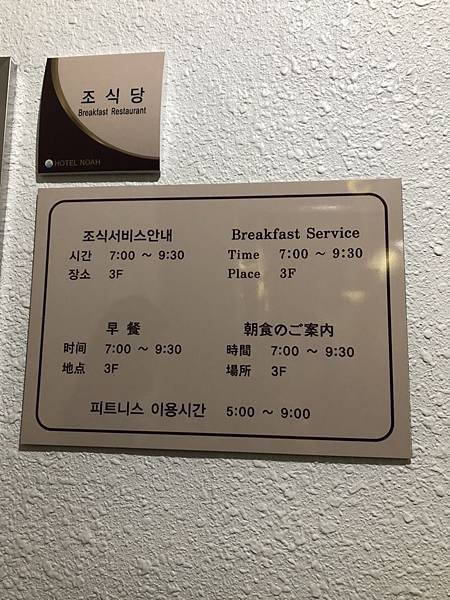 조식당
Breakfast Restaurant
HOTEL NOAH
조식서비스안내
시간 7:00 ~ 9:30
장소 3F
Breakfast Service
Time 7:00 ~ 9:30
Place 3F
早餐
时间 7:00 ~ 9:30
地点 3F
朝食のご案内
時間 7:00 ~ 9:30
場所 3F
피트니스 이용시간 5:00 ~ 9:00